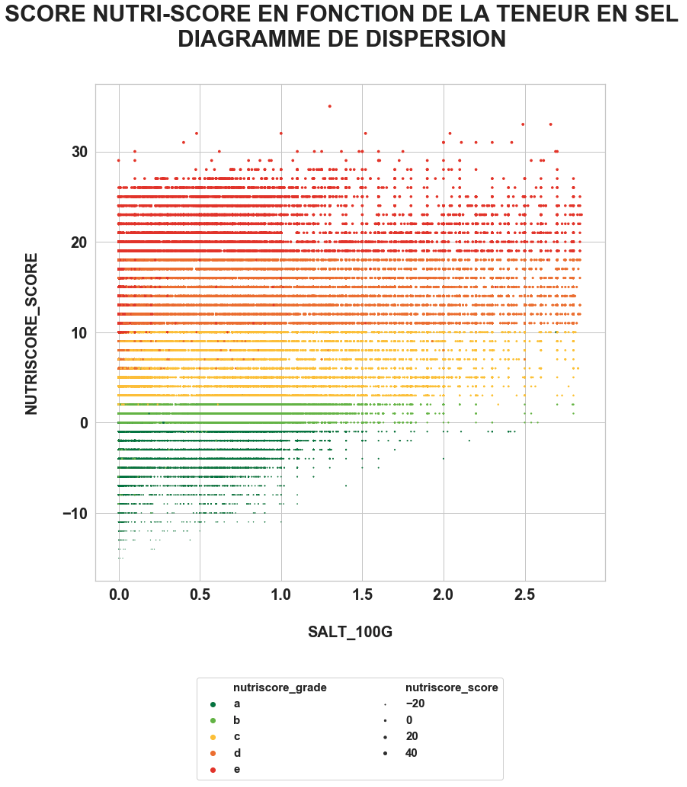 SCORE NUTRI-SCORE EN FONCTION DE LA TENEUR EN SEL
DIAGRAMME DE DISPERSION
30
20
10
0
−10
NUTRISCORE_SCORE
0.0 0.5 1.0 1.5 2.0 2.5
SALT_100G
nutriscore_grade nutriscore_score
a −20
b 0
c 20
d 40
e